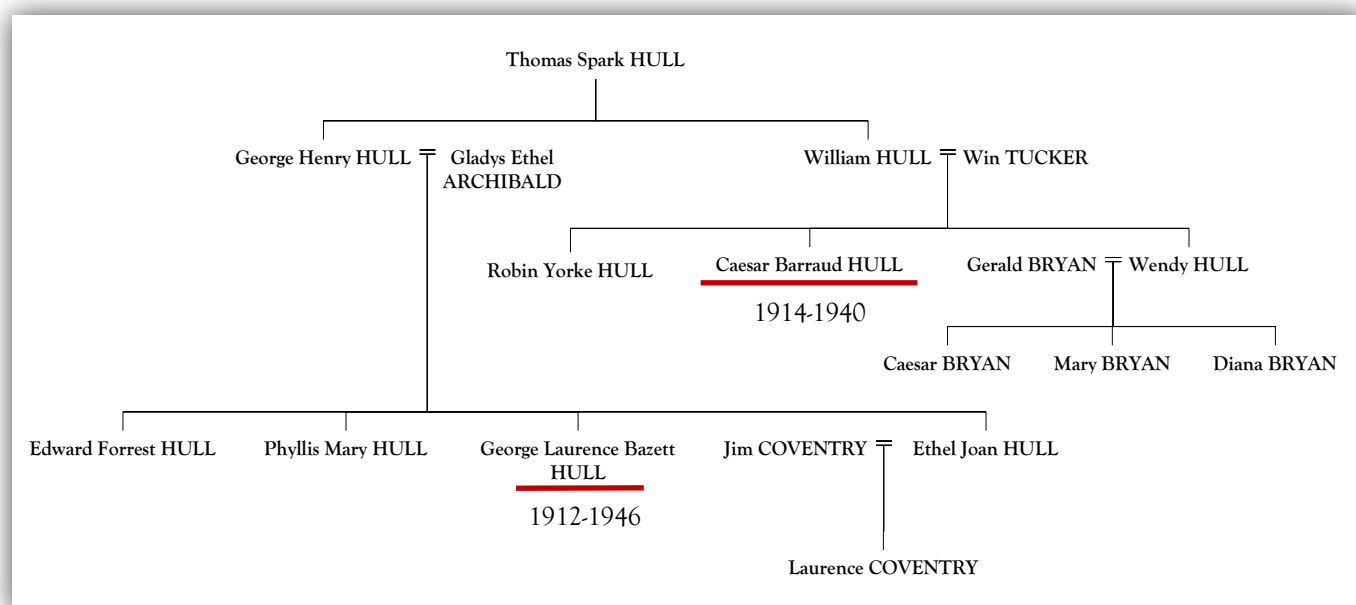 Thomas Spark HULL
George Henry HULL = Gladys Ethel
ARCHIBALD
William HULL = Win TUCKER
Robin Yorke HULL
Caesar Barraud HULL
1914-1940
Gerald BRYAN = Wendy HULL
Caesar BRYAN
Mary BRYAN
Diana BRYAN
Edward Forrest HULL
Phyllis Mary HULL
George Laurence Bazett
HULL
1912-1946
Jim COVENTRY = Ethel Joan HULL
Laurence COVENTRY